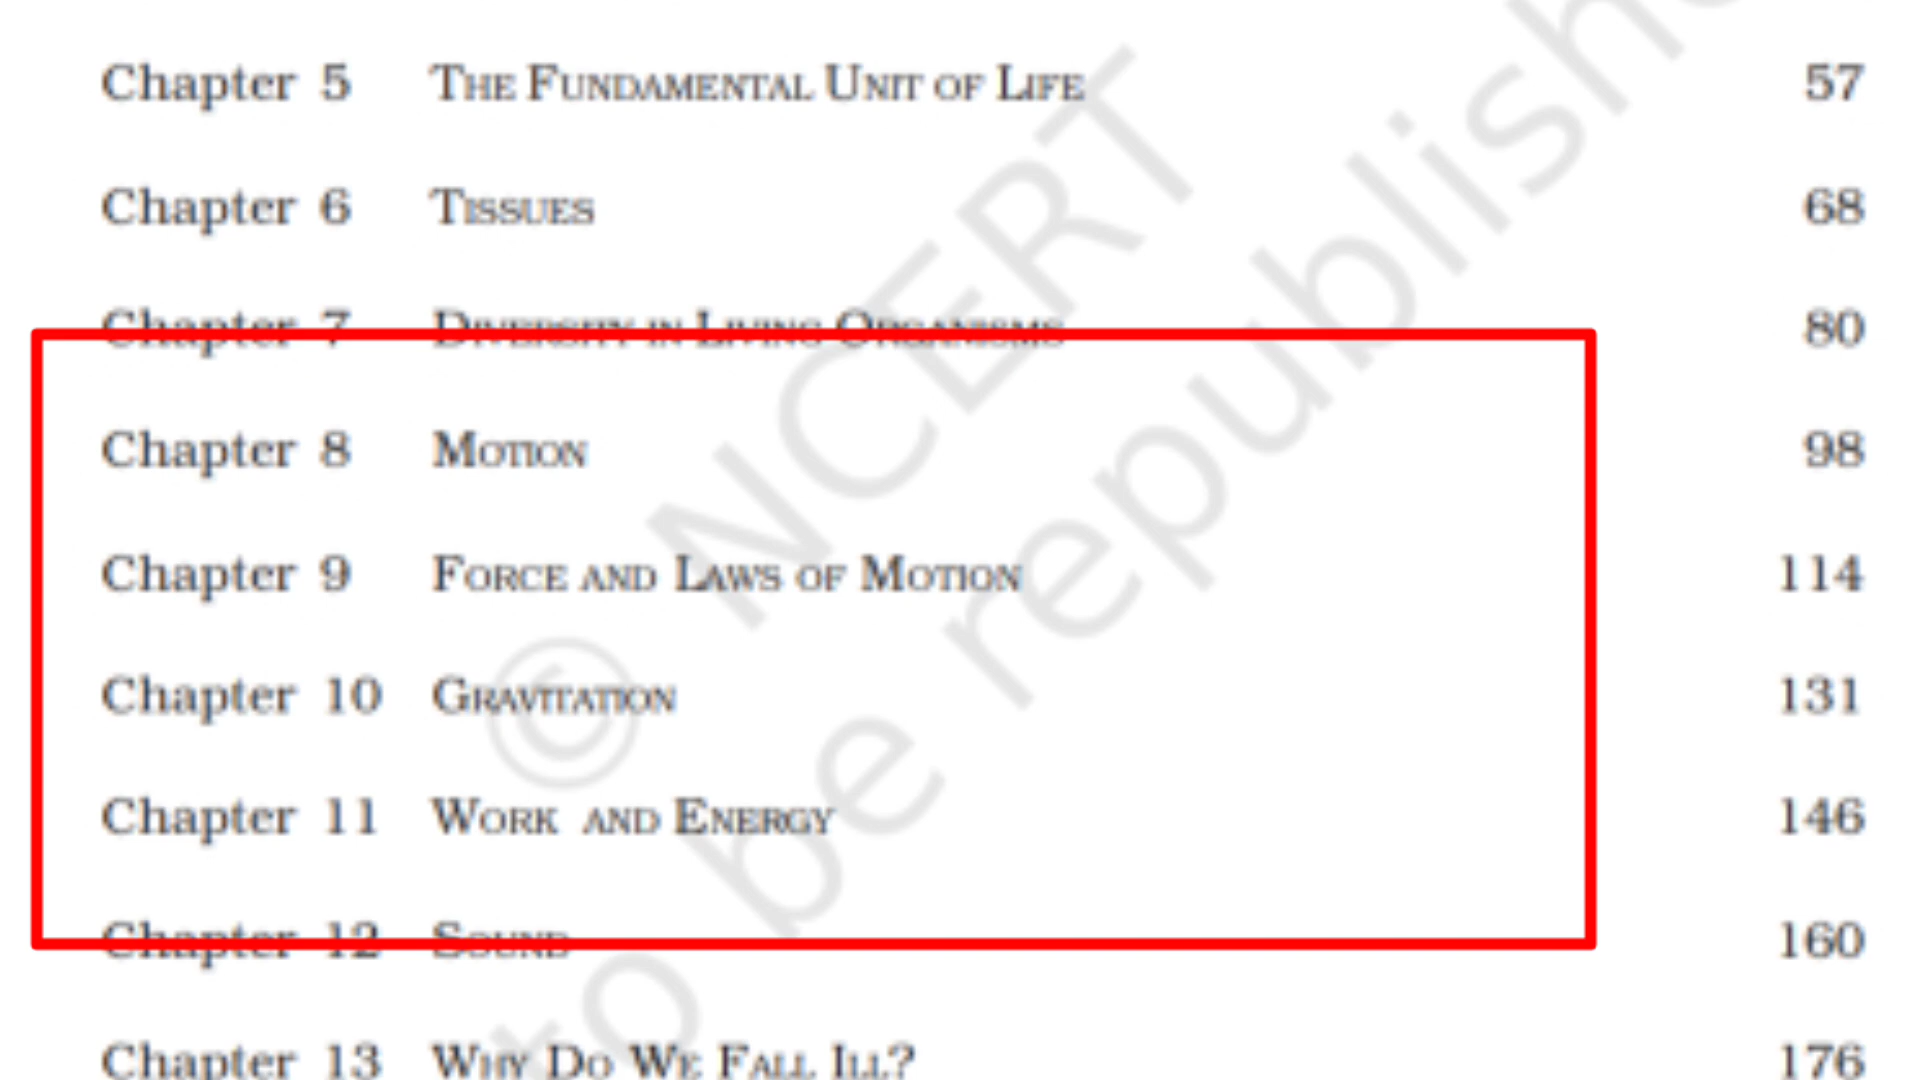 Chapter 5 The Fundamental Unit of Life 57
Chapter 6 Tissues 68
Chapter 7 Diversity in Living Organisms 80
Chapter 8 Motion 98
Chapter 9 Force and Laws of Motion 114
Chapter 10 Gravitation 131
Chapter 11 Work and Energy 146
Chapter 12 Sound 160
Chapter 13 Why Do We Fall Ill? 176
© NCERT
to be republishe